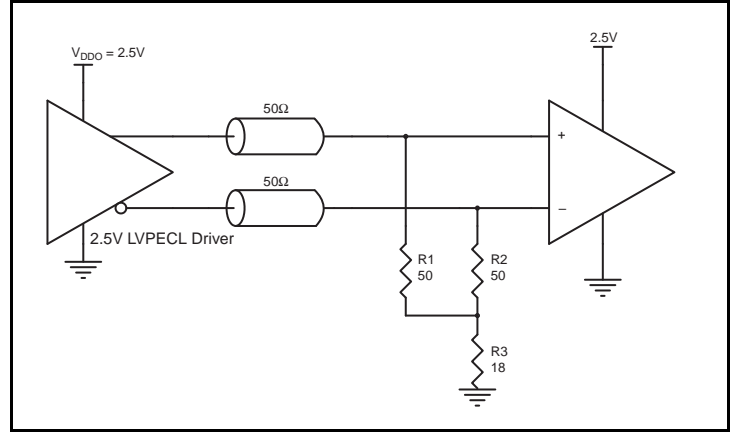 V_DDO = 2.5V
2.5V
50Ω
+
50Ω
–
2.5V LVPECL Driver
R1
50
R2
50
R3
18